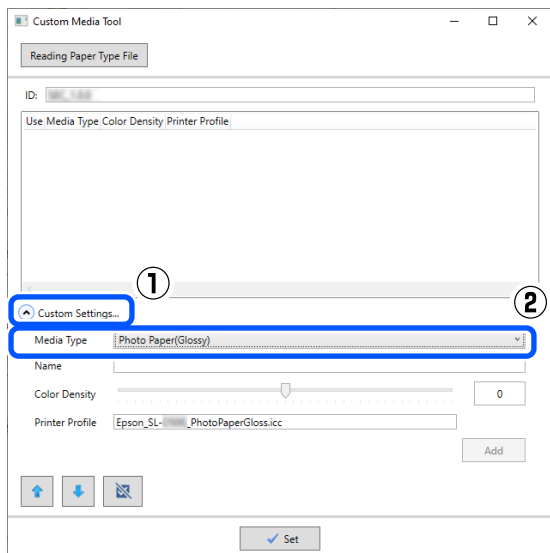 Custom Media Tool
Reading Paper Type File
ID:
Use Media Type Color Density Printer Profile
①
②
Custom Settings...
Media Type Photo Paper(Glossy)
Name
Color Density 0
Printer Profile Epson_SL- _PhotoPaperGloss.icc
Add
Set